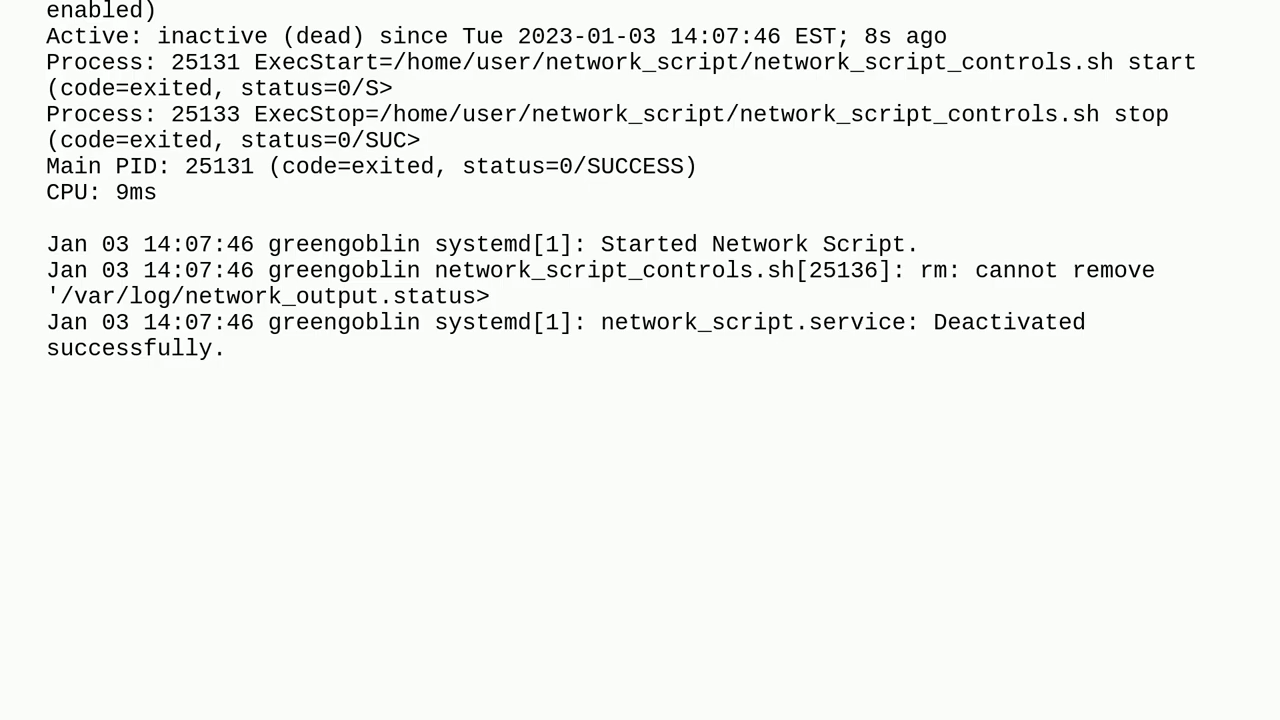 enabled)
Active: inactive (dead) since Tue 2023-01-03 14:07:46 EST; 8s ago
Process: 25131 ExecStart=/home/user/network_script/network_script_controls.sh start
(code=exited, status=0/S>
Process: 25133 ExecStop=/home/user/network_script/network_script_controls.sh stop
(code=exited, status=0/SUC>
Main PID: 25131 (code=exited, status=0/SUCCESS)
CPU: 9ms

Jan 03 14:07:46 greengoblin systemd[1]: Started Network Script.
Jan 03 14:07:46 greengoblin network_script_controls.sh[25136]: rm: cannot remove
'/var/log/network_output.status>
Jan 03 14:07:46 greengoblin systemd[1]: network_script.service: Deactivated
successfully.